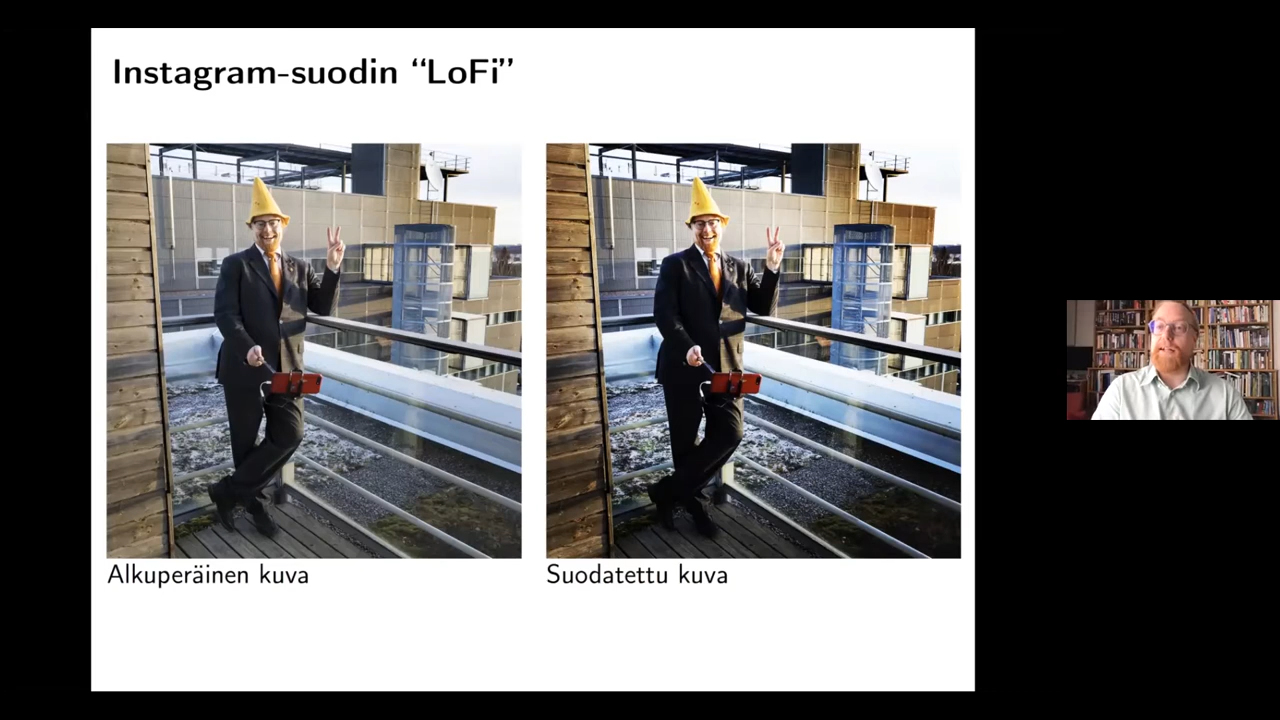 Instagram-suodin “LoFi”
Alkuperäinen kuva
Suodatettu kuva